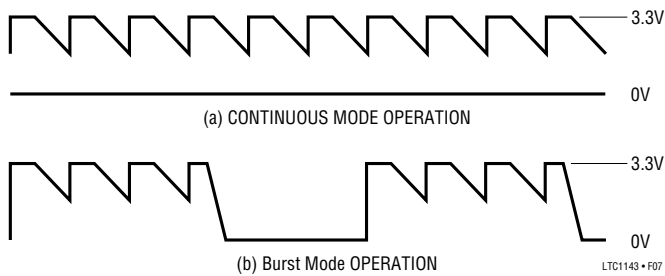 3.3V
0V
(a) CONTINUOUS MODE OPERATION
3.3V
0V
(b) Burst Mode OPERATION
LTC1143 • F07